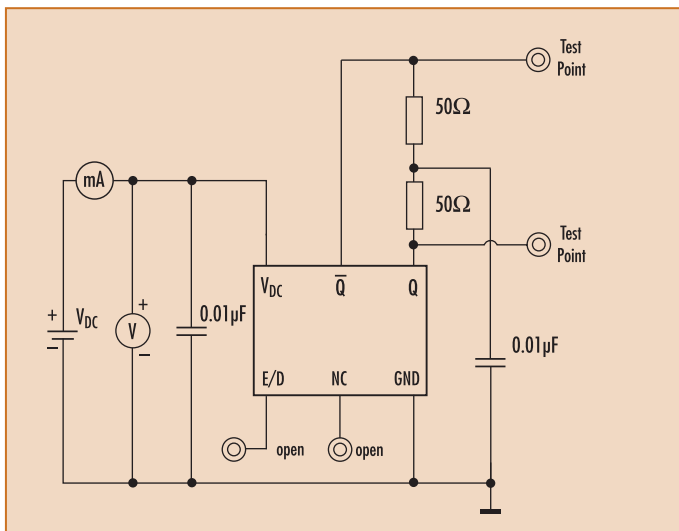 Test
Point
50Ω
mA
50Ω
Test
Point
V_DC
Q̅
Q
+
V_DC
+
V
0.01µF
−
−
0.01µF
E/D
NC
GND
open
open